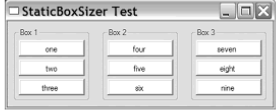 StaticBoxSizer Test
Box 1
one
two
three
Box 2
four
five
six
Box 3
seven
eight
nine